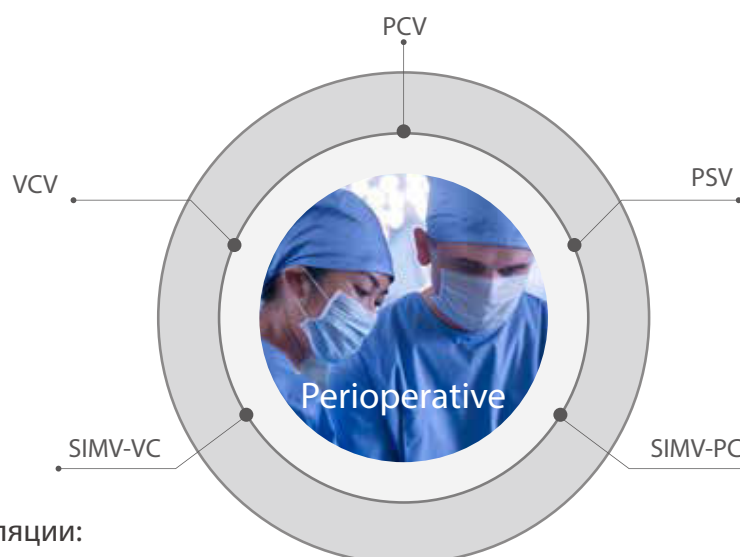 PCV
VCV
PSV
Perioperative
SIMV-VC
SIMV-PC
ляции: